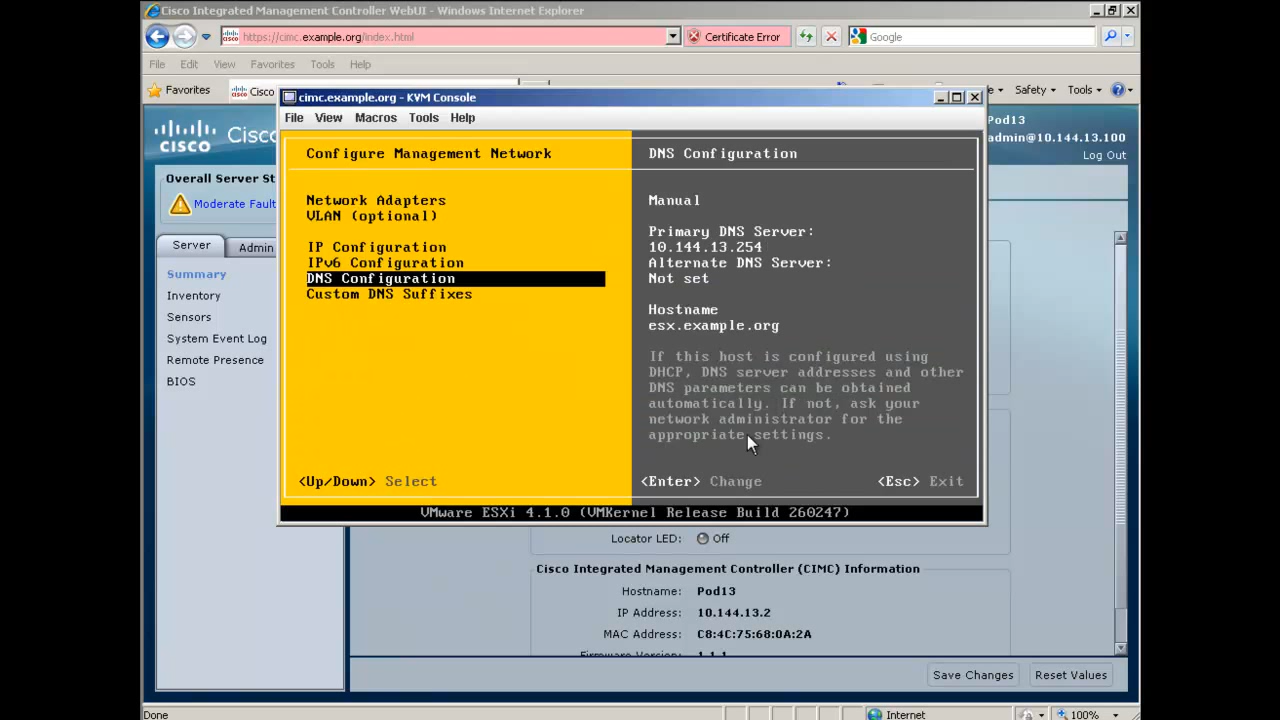 Cisco Integrated Management Controller WebUI - Windows Internet Explorer
https://cimc.example.org/index.html
Certificate Error
Google
File Edit View Favorites Tools Help
Favorites
Cisco
Safety
Tools
cimc.example.org - KVM Console
File View Macros Tools Help
cisco
Cisco
Pod13
admin@10.144.13.100
Log Out
Overall Server St
Moderate Fault
Server
Admin
Summary
Inventory
Sensors
System Event Log
Remote Presence
BIOS
Configure Management Network
Network Adapters
VLAN (optional)
IP Configuration
IPv6 Configuration
DNS Configuration
Custom DNS Suffixes
<Up/Down> Select
DNS Configuration
Manual
Primary DNS Server:
10.144.13.254
Alternate DNS Server:
Not set
Hostname
esx.example.org
If this host is configured using
DHCP, DNS server addresses and other
DNS parameters can be obtained
automatically. If not, ask your
network administrator for the
appropriate settings.
<Enter> Change
<Esc> Exit
VMware ESXi 4.1.0 (VMKernel Release Build 260247)
Locator LED: Off
Cisco Integrated Management Controller (CIMC) Information
Hostname: Pod13
IP Address: 10.144.13.2
MAC Address: C8:4C:75:68:0A:2A
Firmware Version: 1.1.1
Save Changes
Reset Values
Done
Internet
100%